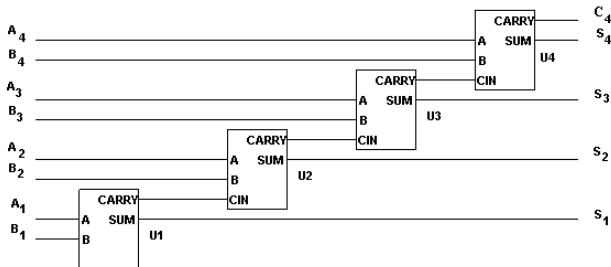 CARRY C4
A4 A SUM S4
B4 B U4
CARRY CIN
A3 A SUM S3
B3 B U3
CARRY CIN
A2 A SUM S2
B2 B U2
CARRY CIN
A1 A SUM S1
B1 B U1